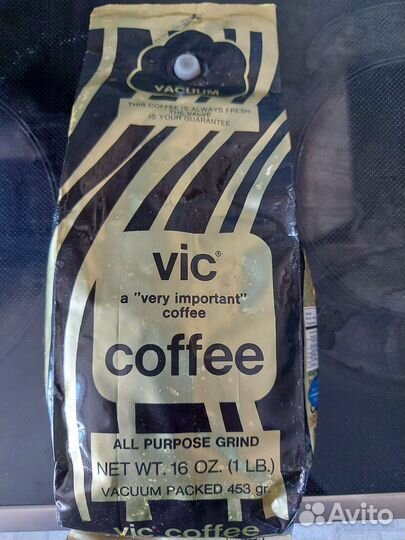 VACUUM
THIS COFFEE IS ALWAYS FRESH
THE VALVE
IS YOUR GUARANTEE
vic®
a "very important"
coffee
coffee
ALL PURPOSE GRIND
NET WT. 16 OZ. (1 LB.)
VACUUM PACKED 453 gr.
vic coffee
Avito